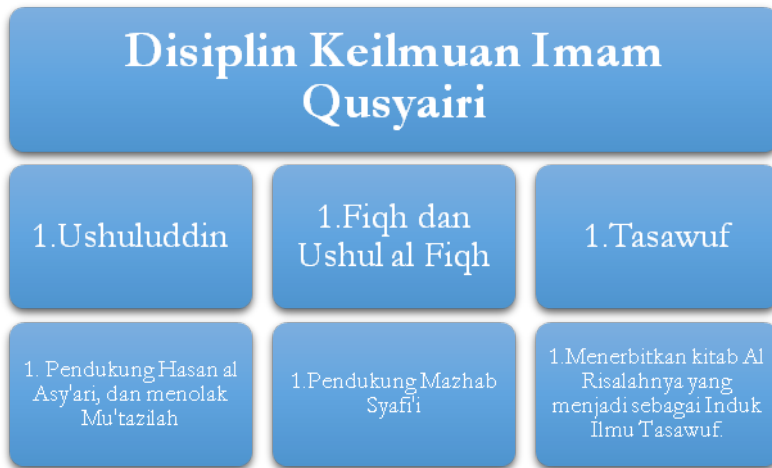 Disiplin Keilmuan Imam
Qusyairi
1.Ushuluddin
1.Fiqh dan
Ushul al Fiqh
1.Tasawuf
1. Pendukung Hasan al
Asy'ari, dan menolak
Mu'tazilah
1.Pendukung Mazhab
Syafi'i
1.Menerbitkan kitab Al
Risalahnya yang
menjadi sebagai Induk
Ilmu Tasawuf.